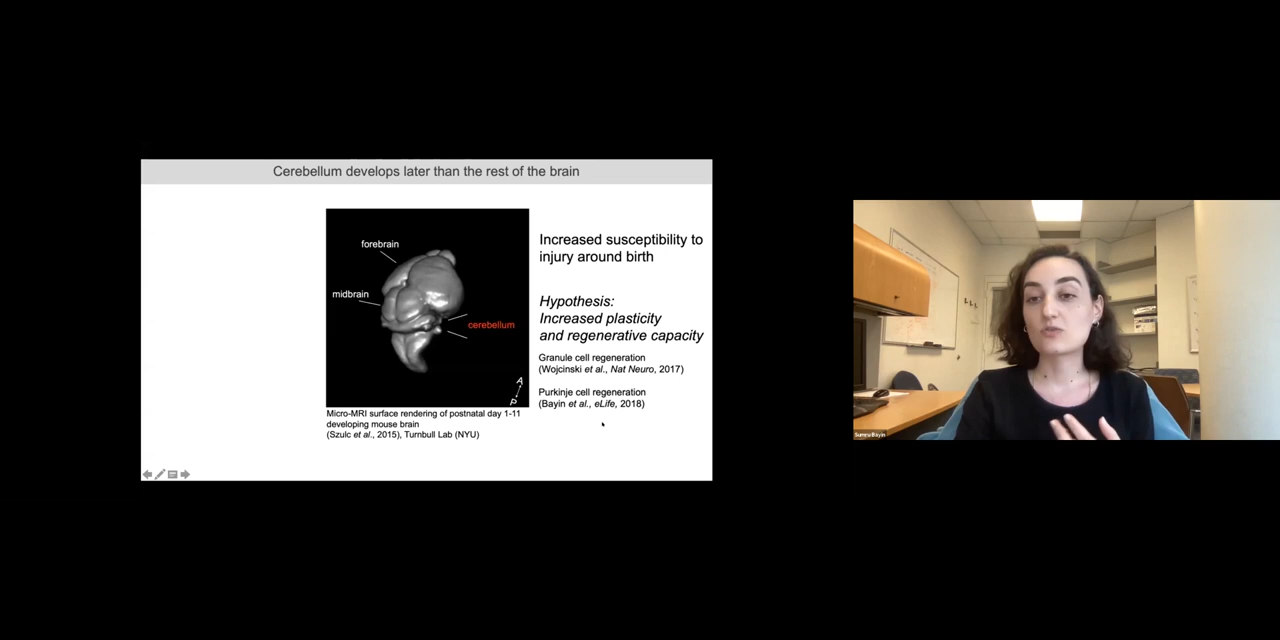 Cerebellum develops later than the rest of the brain
forebrain
midbrain
cerebellum
A
P
Micro-MRI surface rendering of postnatal day 1-11
developing mouse brain
(Szulc et al., 2015), Turnbull Lab (NYU)
Increased susceptibility to
injury around birth
Hypothesis:
Increased plasticity
and regenerative capacity
Granule cell regeneration
(Wojcinski et al., Nat Neuro, 2017)
Purkinje cell regeneration
(Bayin et al., eLife, 2018)
Sumru Bayin